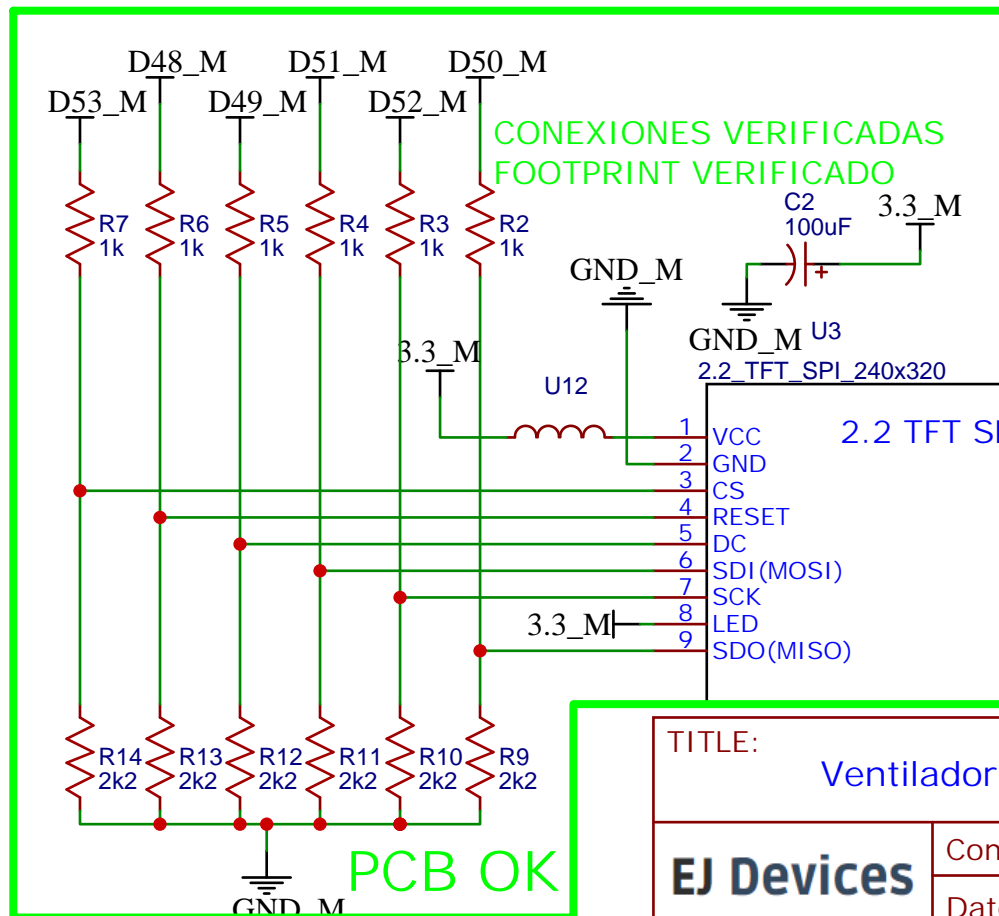 D48_M D51_M D50_M
D53_M D49_M D52_M
CONEXIONES VERIFICADAS
FOOTPRINT VERIFICADO
C2
100uF
3.3_M
R7 R6 R5 R4 R3 R2
1k 1k 1k 1k 1k 1k
GND_M
GND_M
U3
3.3_M
2.2_TFT_SPI_240x320
U12
2.2 TFT S
1 VCC
2 GND
3 CS
4 RESET
5 DC
6 SDI(MOSI)
7 SCK
3.3_M 8 LED
9 SDO(MISO)
R14 R13 R12 R11 R10 R9
2k2 2k2 2k2 2k2 2k2 2k2
TITLE:
Ventilador
PCB OK
GND_M
EJ Devices
Con
Date